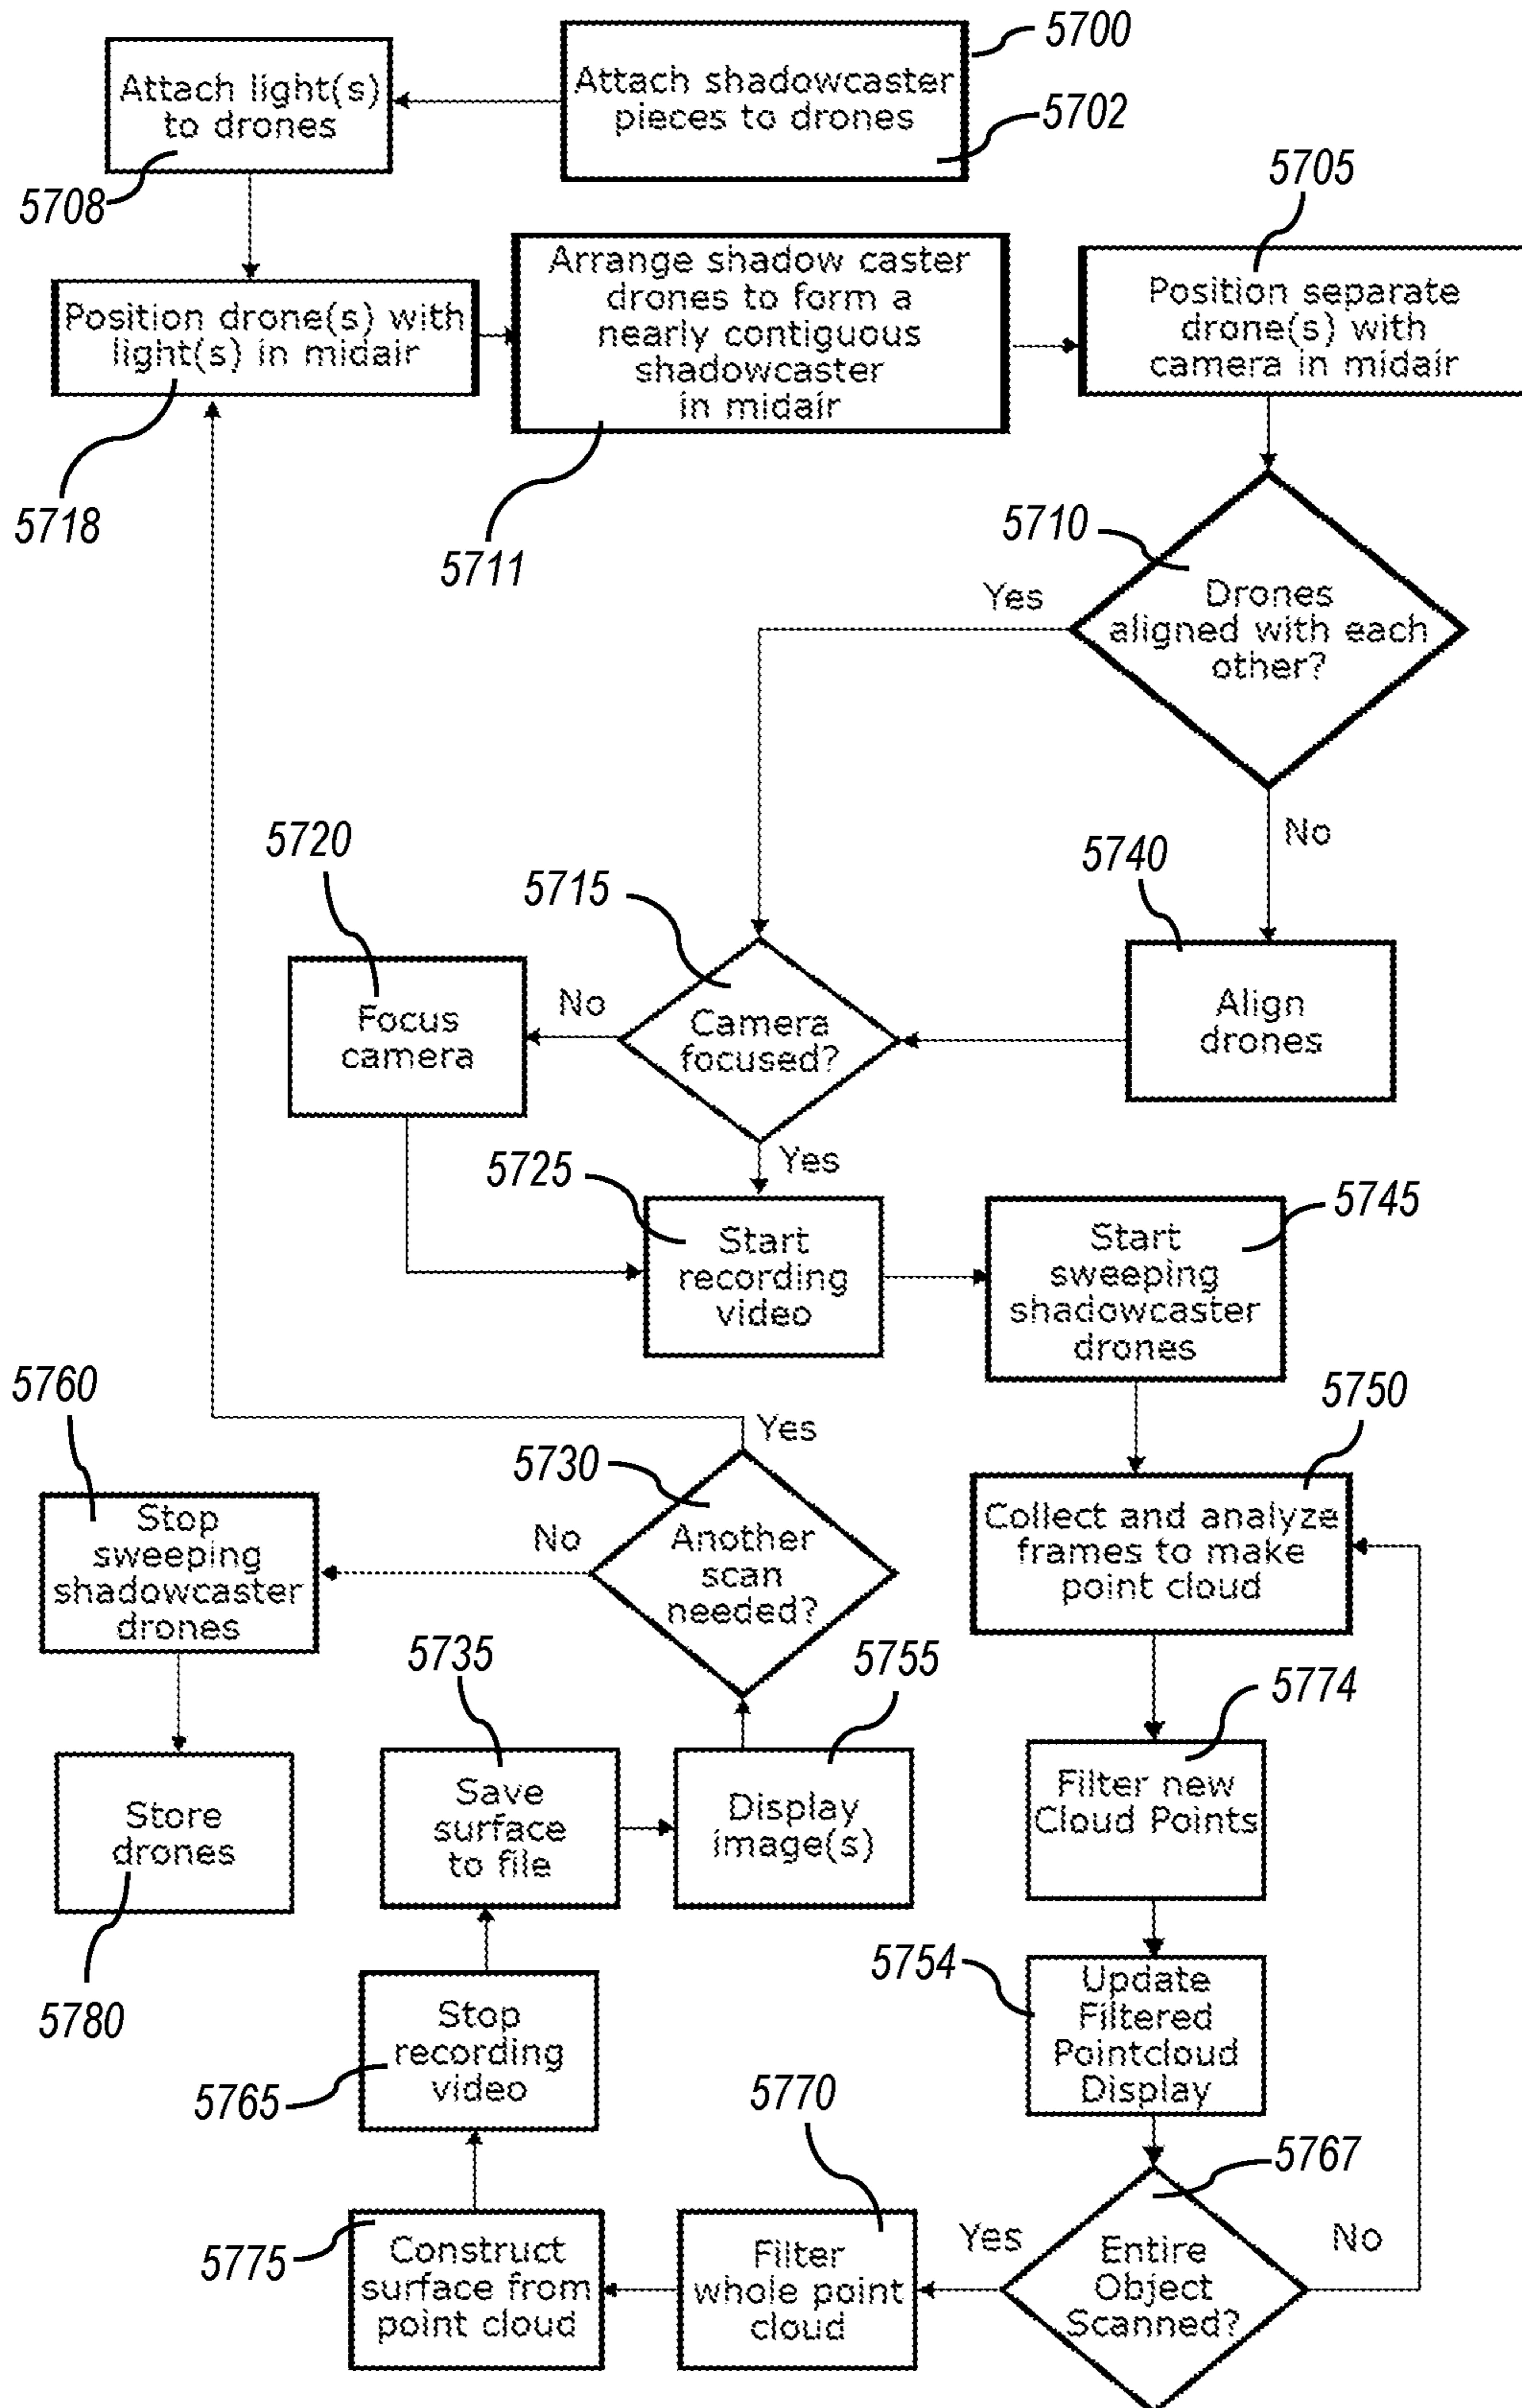 5700
Attach light(s)
to drones
Attach shadowcaster
pieces to drones
5702
5708
5705
Position drone(s) with
light(s) in midair
Arrange shadow caster
drones to form a
nearly contiguous
shadowcaster
in midair
Position separate
drone(s) with
camera in midair
5718
5711
5710
Yes
Drones
aligned with each
other?
No
5720
5715
5740
Focus
camera
No
Camera
focused?
Align
drones
Yes
5725
Start
recording
video
5745
Start
sweeping
shadowcaster
drones
5760
Yes
5750
5730
Stop
sweeping
shadowcaster
drones
No
Another
scan
needed?
Collect and analyze
frames to make
point cloud
5735
5755
5774
Store
drones
Save
surface
to file
Display
image(s)
Filter new
Cloud Points
5780
5754
Update
Filtered
Pointcloud
Display
Stop
recording
video
5765
5770
5767
5775
Construct
surface from
point cloud
Filter
whole point
cloud
Yes
Entire
Object
Scanned?
No